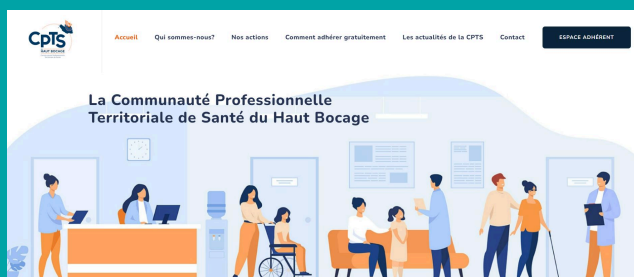 CPTS
HAUT BOCAGE
Accueil
Qui sommes-nous?
Nos actions
Comment adhérer gratuitement
Les actualités de la CPTS
Contact
ESPACE ADHÉRENT
La Communauté Professionnelle
Territoriale de Santé du Haut Bocage